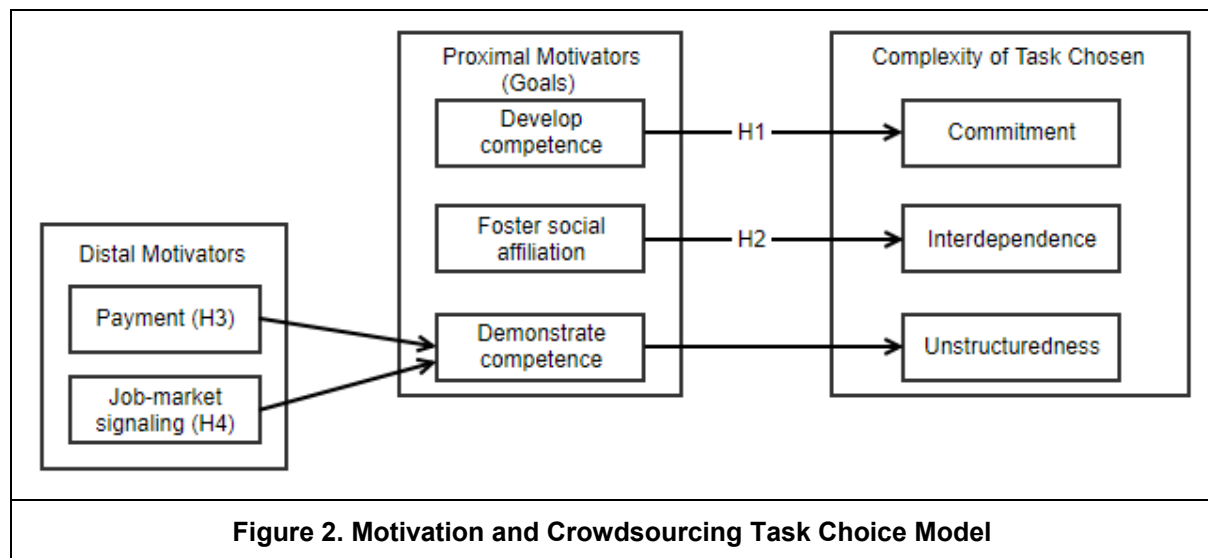 Proximal Motivators
(Goals)
Develop
competence
Foster social
affiliation
Demonstrate
competence
H1
H2
Complexity of Task Chosen
Commitment
Interdependence
Unstructuredness
Distal Motivators
Payment (H3)
Job-market
signaling (H4)
Figure 2. Motivation and Crowdsourcing Task Choice Model